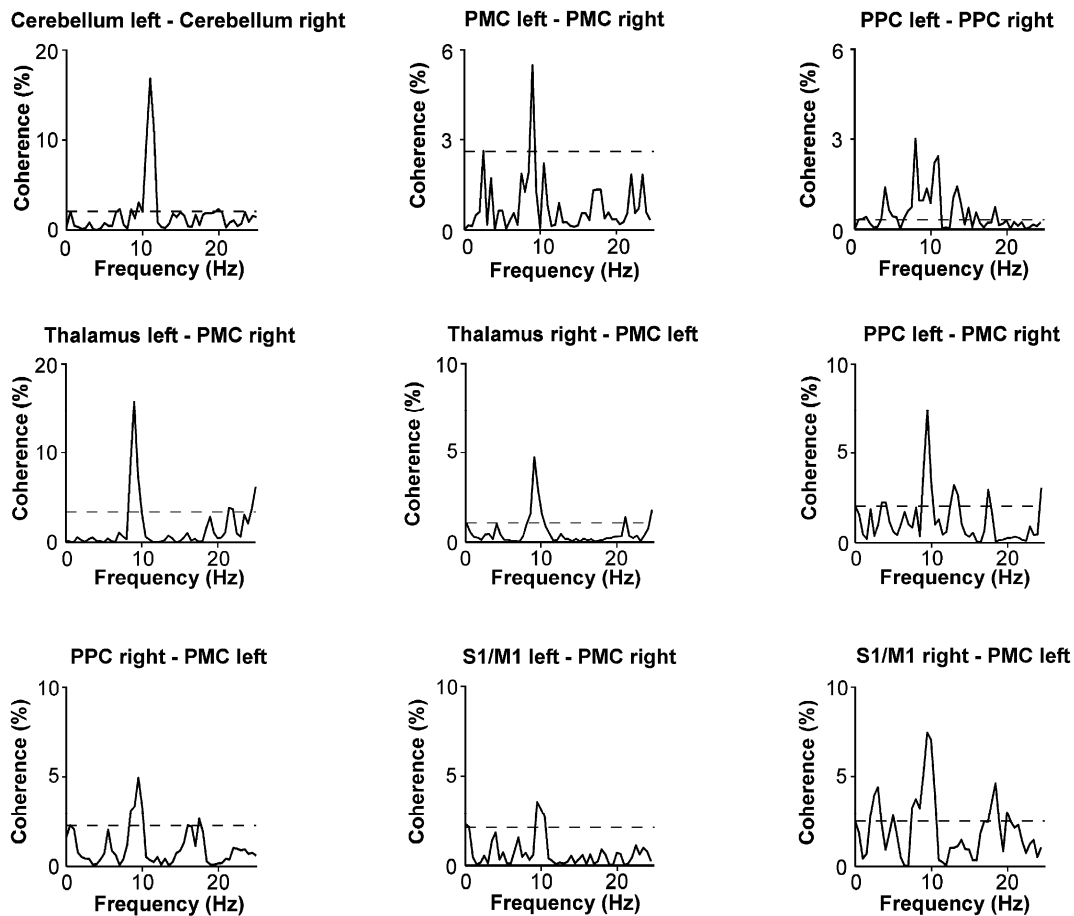 Cerebellum left - Cerebellum right
PMC left - PMC right
PPC left - PPC right
Coherence (%)
20
10
0
0 10 20
Frequency (Hz)
Coherence (%)
6
3
0
0 10 20
Frequency (Hz)
Coherence (%)
6
3
0
0 10 20
Frequency (Hz)
Thalamus left - PMC right
Thalamus right - PMC left
PPC left - PMC right
Coherence (%)
20
10
0
0 10 20
Frequency (Hz)
Coherence (%)
10
5
0
0 10 20
Frequency (Hz)
Coherence (%)
10
5
0
0 10 20
Frequency (Hz)
PPC right - PMC left
S1/M1 left - PMC right
S1/M1 right - PMC left
Coherence (%)
10
5
0
0 10 20
Frequency (Hz)
Coherence (%)
10
5
0
0 10 20
Frequency (Hz)
Coherence (%)
10
5
0
0 10 20
Frequency (Hz)